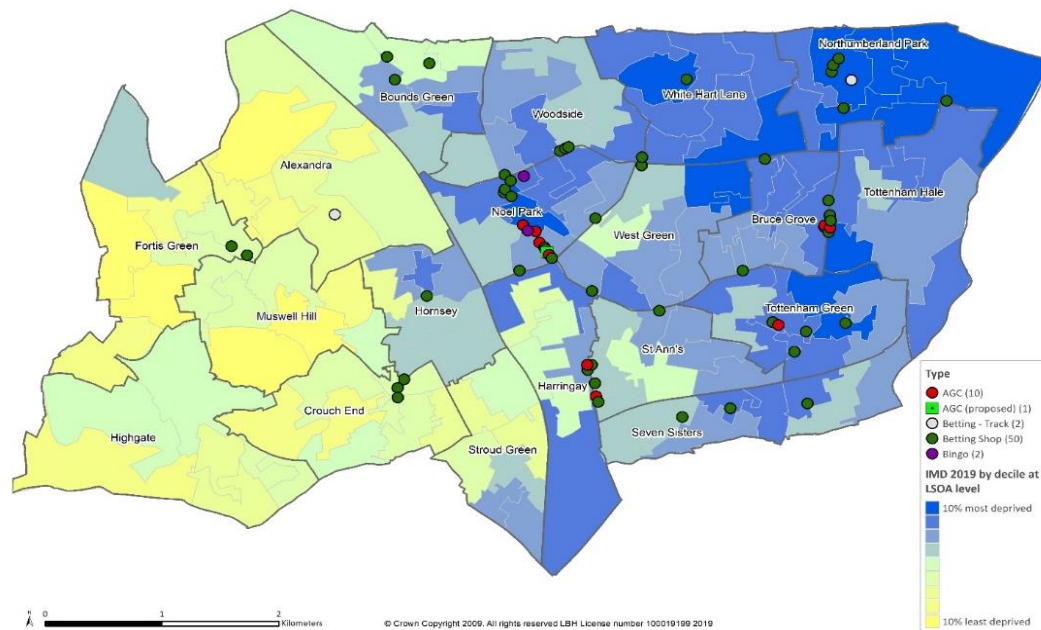 Northumberland Park
Bounds Green
White Hart Lane
Woodside
Alexandra
Tottenham Hale
Noel Park
Bruce Grove
West Green
Fortis Green
Hornsey
Tottenham Green
Muswell Hill
St Ann's
Harringay
Crouch End
Seven Sisters
Highgate
Stroud Green
Type
AGC (10)
AGC (proposed) (1)
Betting - Track (2)
Betting Shop (50)
Bingo (2)
IMD 2019 by decile at
LSOA level
10% most deprived
10% least deprived
N
0 1 2
Kilometers
© Crown Copyright 2009. All rights reserved LBH License number 100019199 2019